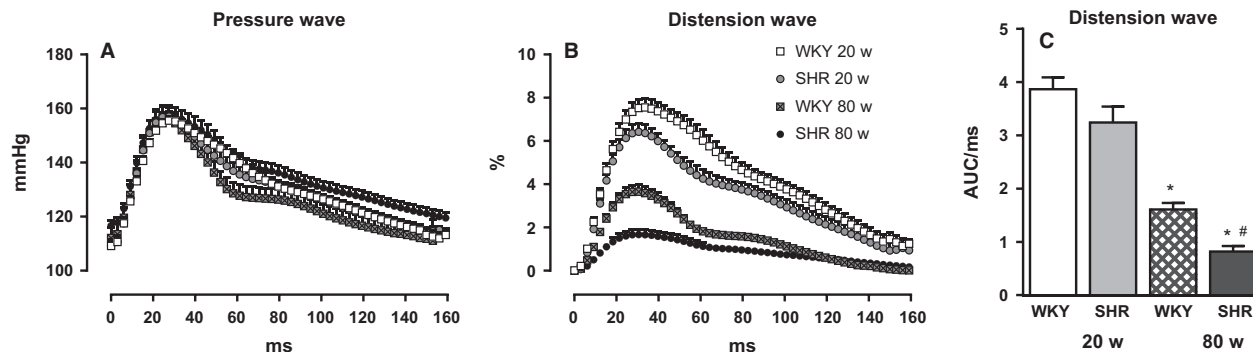 Pressure wave
A
180
160
140
120
100
mmHg
0 20 40 60 80 100 120 140 160
ms
Distension wave
B
WKY 20 w
SHR 20 w
WKY 80 w
SHR 80 w
10
8
6
4
2
0
%
0 20 40 60 80 100 120 140 160
ms
Distension wave
C
5
4
3
2
1
0
AUC/ms
*
* #
WKY SHR WKY SHR
20 w 80 w